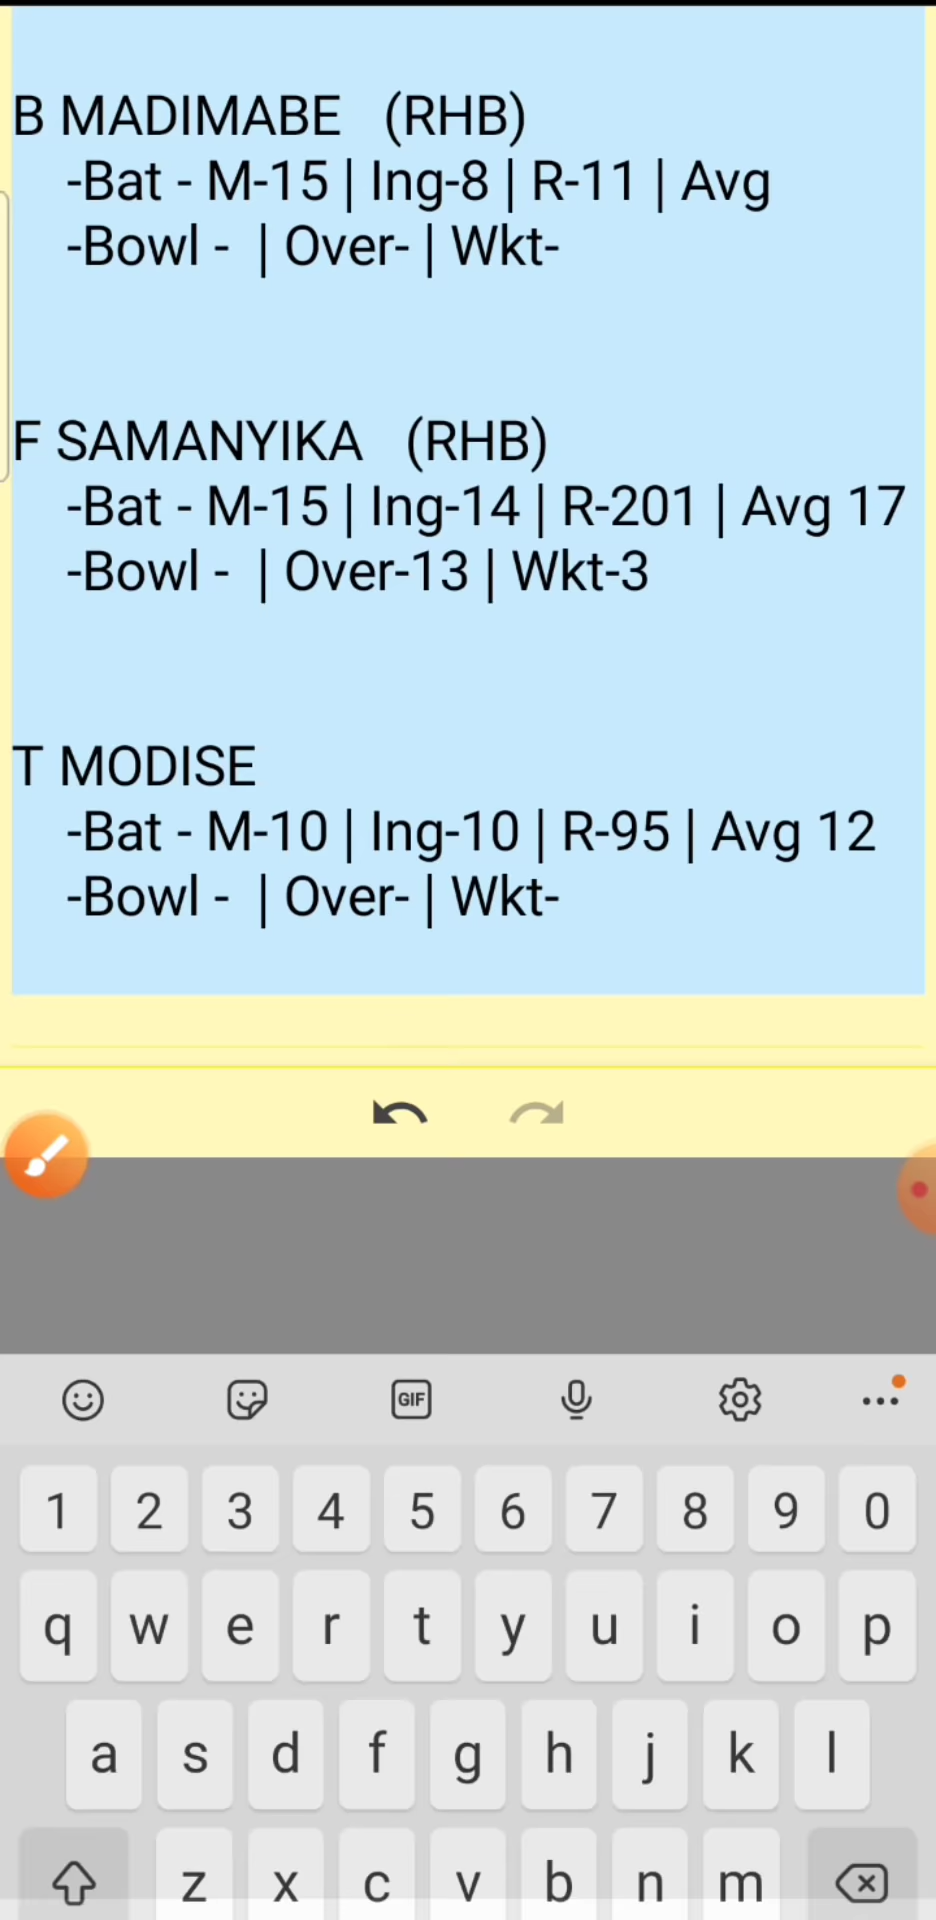 B MADIMABE (RHB)
-Bat - M-15 | Ing-8 | R-11 | Avg
-Bowl - | Over- | Wkt-
F SAMANYIKA (RHB)
-Bat - M-15 | Ing-14 | R-201 | Avg 17
-Bowl - | Over-13 | Wkt-3
T MODISE
-Bat - M-10 | Ing-10 | R-95 | Avg 12
-Bowl - | Over- | Wkt-
GIF
1 2 3 4 5 6 7 8 9 0
q w e r t y u i o p
a s d f g h j k l
z x c v b n m